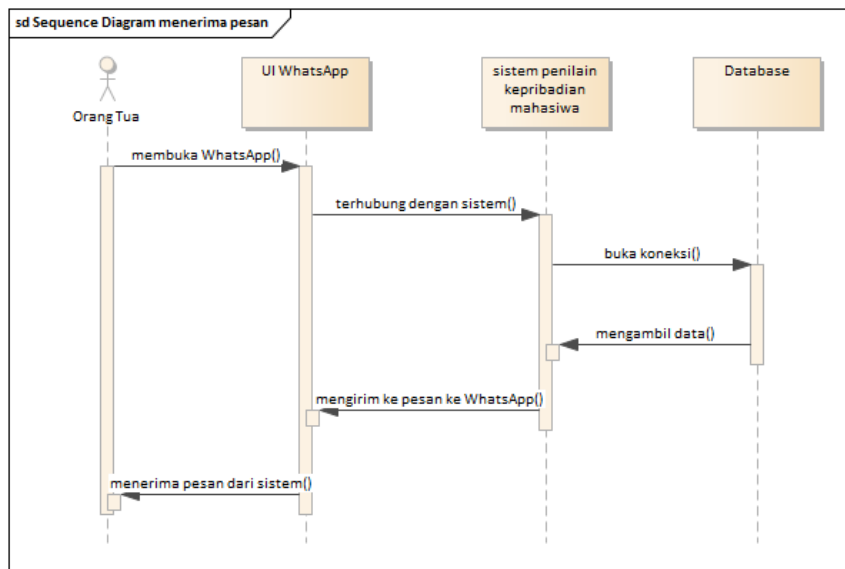 sd Sequence Diagram menerima pesan
Orang Tua
UI WhatsApp
sistem penilain
kepribadian
mahasiwa
Database
membuka WhatsApp()
terhubung dengan sistem()
buka koneksi()
mengambil data()
mengirim ke pesan ke WhatsApp()
menerima pesan dari sistem()